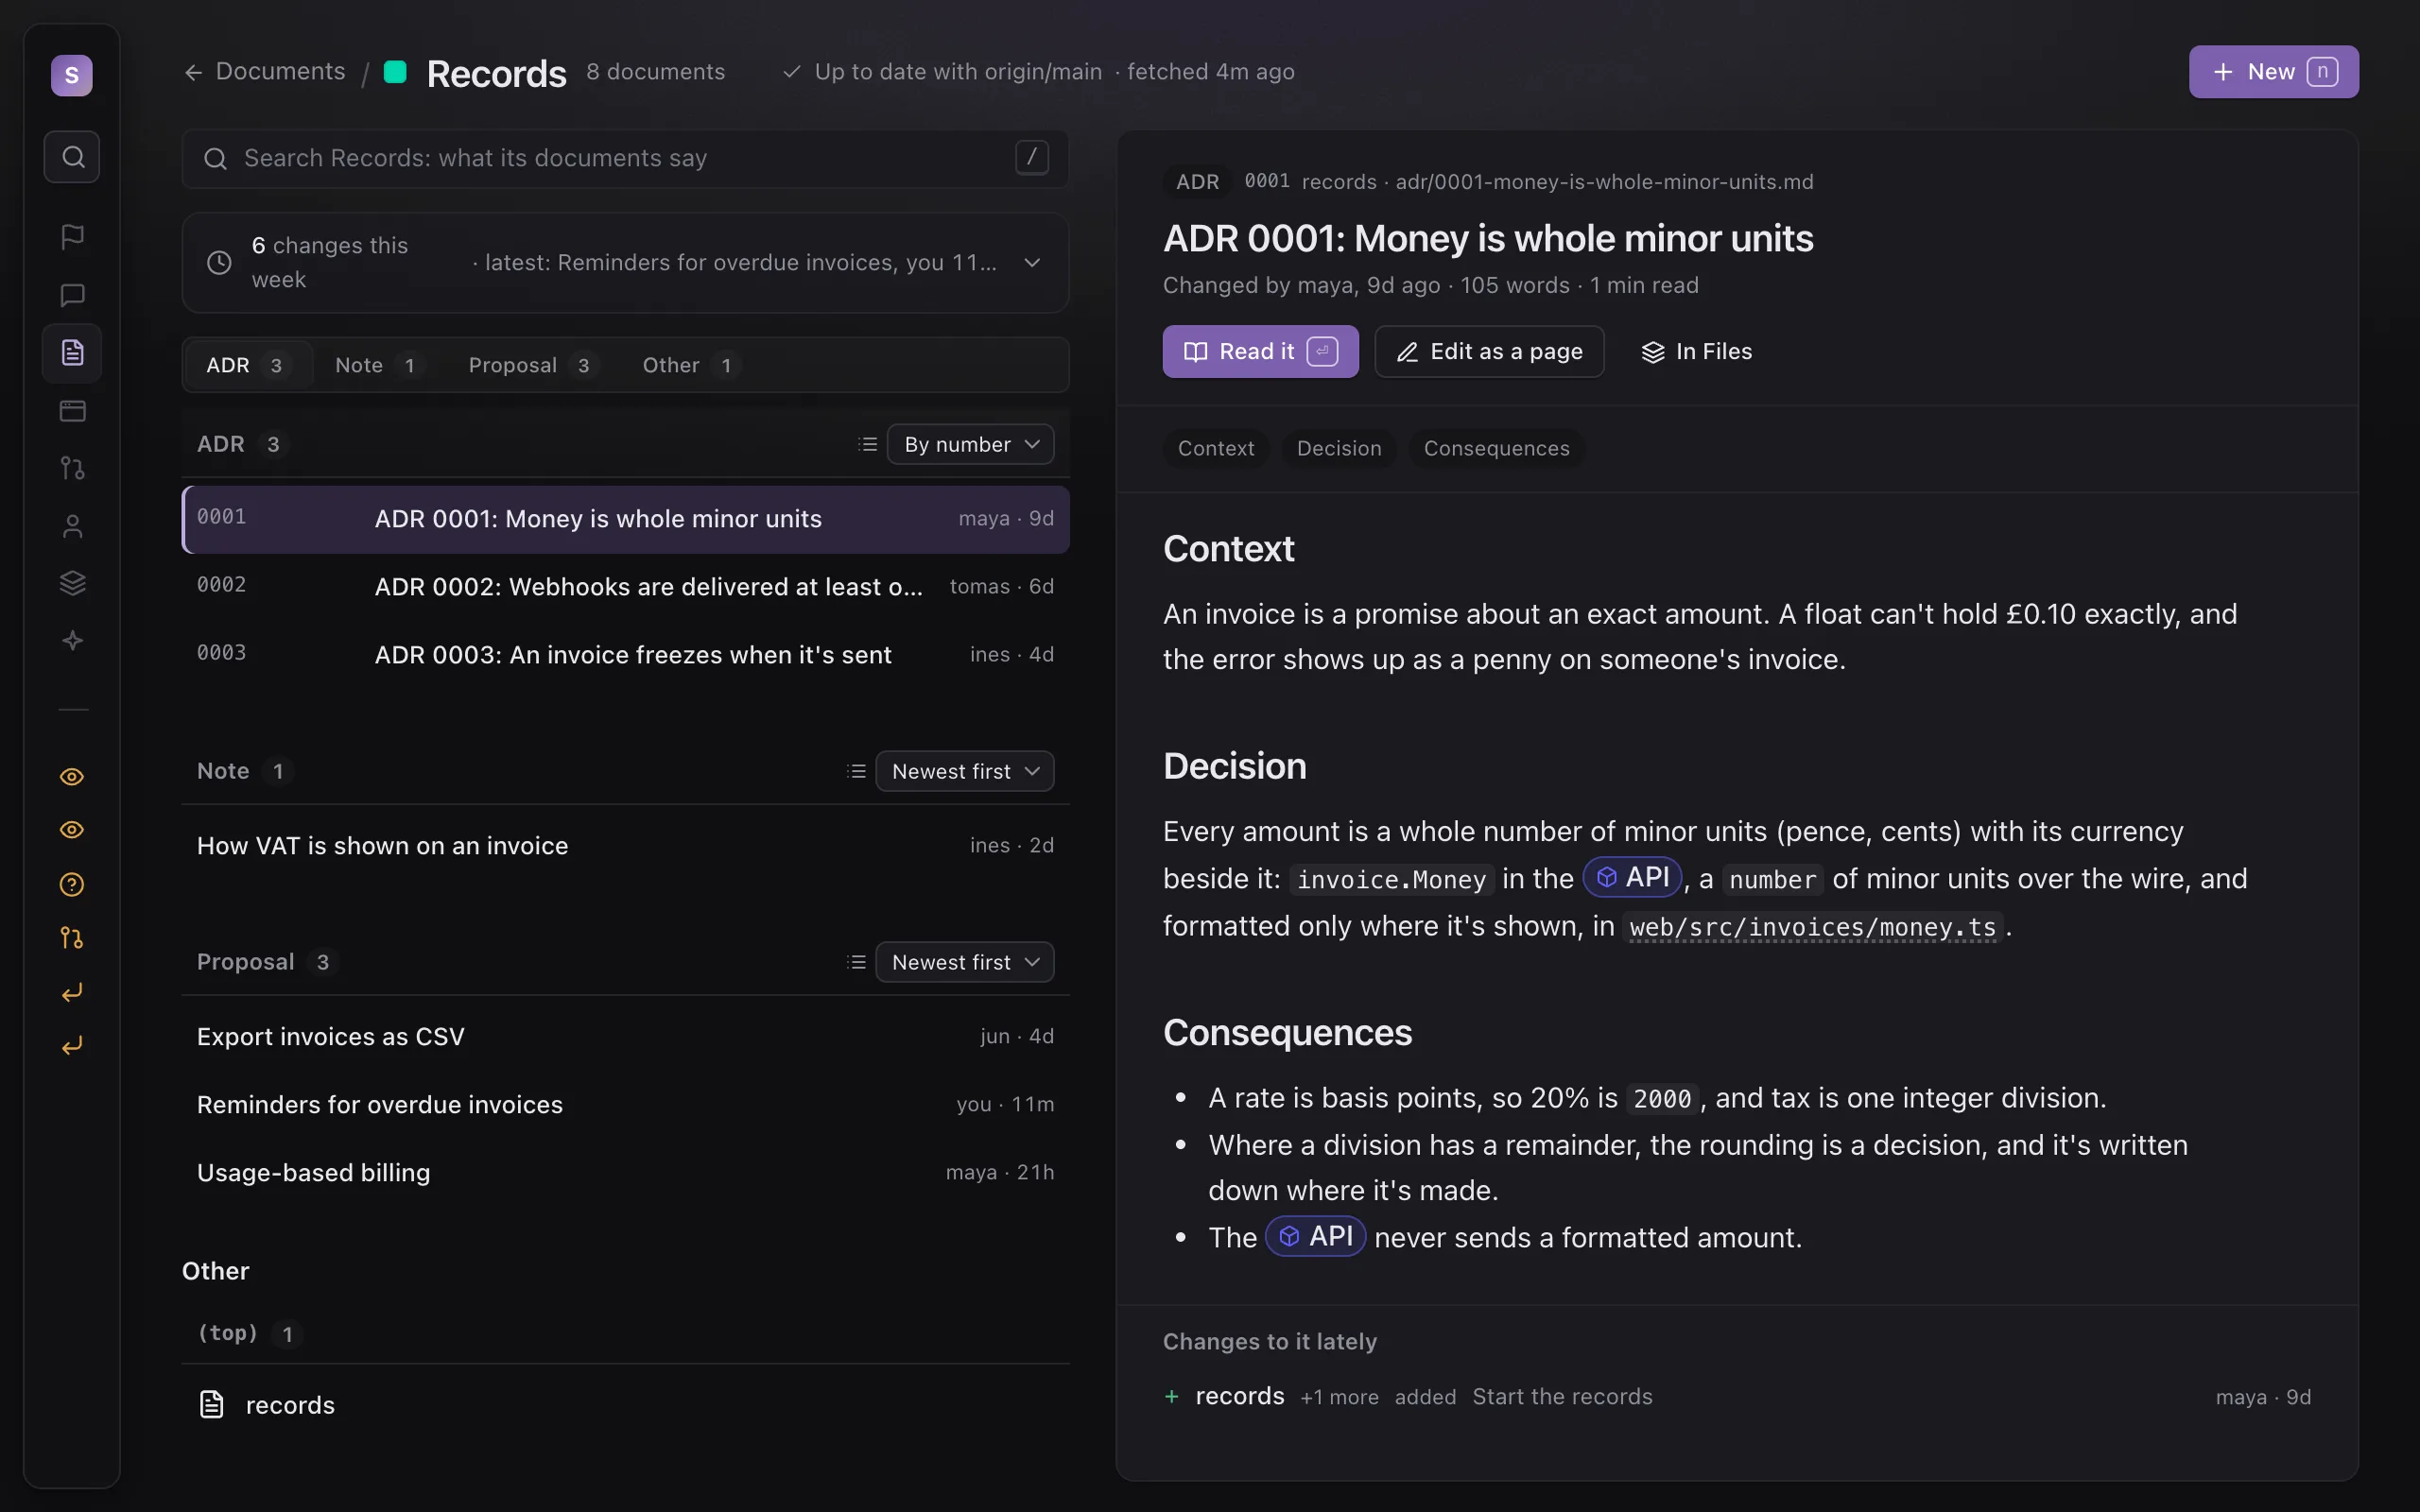 S
Documents / Records 8 documents Up to date with origin/main · fetched 4m ago
New n
Search Records: what its documents say /
6 changes this week · latest: Reminders for overdue invoices, you 11...
ADR 3 Note 1 Proposal 3 Other 1
ADR 3 By number
0001 ADR 0001: Money is whole minor units maya · 9d
0002 ADR 0002: Webhooks are delivered at least o... tomas · 6d
0003 ADR 0003: An invoice freezes when it's sent ines · 4d
Note 1 Newest first
How VAT is shown on an invoice ines · 2d
Proposal 3 Newest first
Export invoices as CSV jun · 4d
Reminders for overdue invoices you · 11m
Usage-based billing maya · 21h
Other
(top) 1
records
ADR 0001 records · adr/0001-money-is-whole-minor-units.md
ADR 0001: Money is whole minor units
Changed by maya, 9d ago · 105 words · 1 min read
Read it Edit as a page In Files
Context Decision Consequences
Context
An invoice is a promise about an exact amount. A float can't hold £0.10 exactly, and
the error shows up as a penny on someone's invoice.
Decision
Every amount is a whole number of minor units (pence, cents) with its currency
beside it: invoice.Money in the API, a number of minor units over the wire, and
formatted only where it's shown, in web/src/invoices/money.ts.
Consequences
• A rate is basis points, so 20% is 2000, and tax is one integer division.
• Where a division has a remainder, the rounding is a decision, and it's written
down where it's made.
• The API never sends a formatted amount.
Changes to it lately
+ records +1 more added Start the records maya · 9d